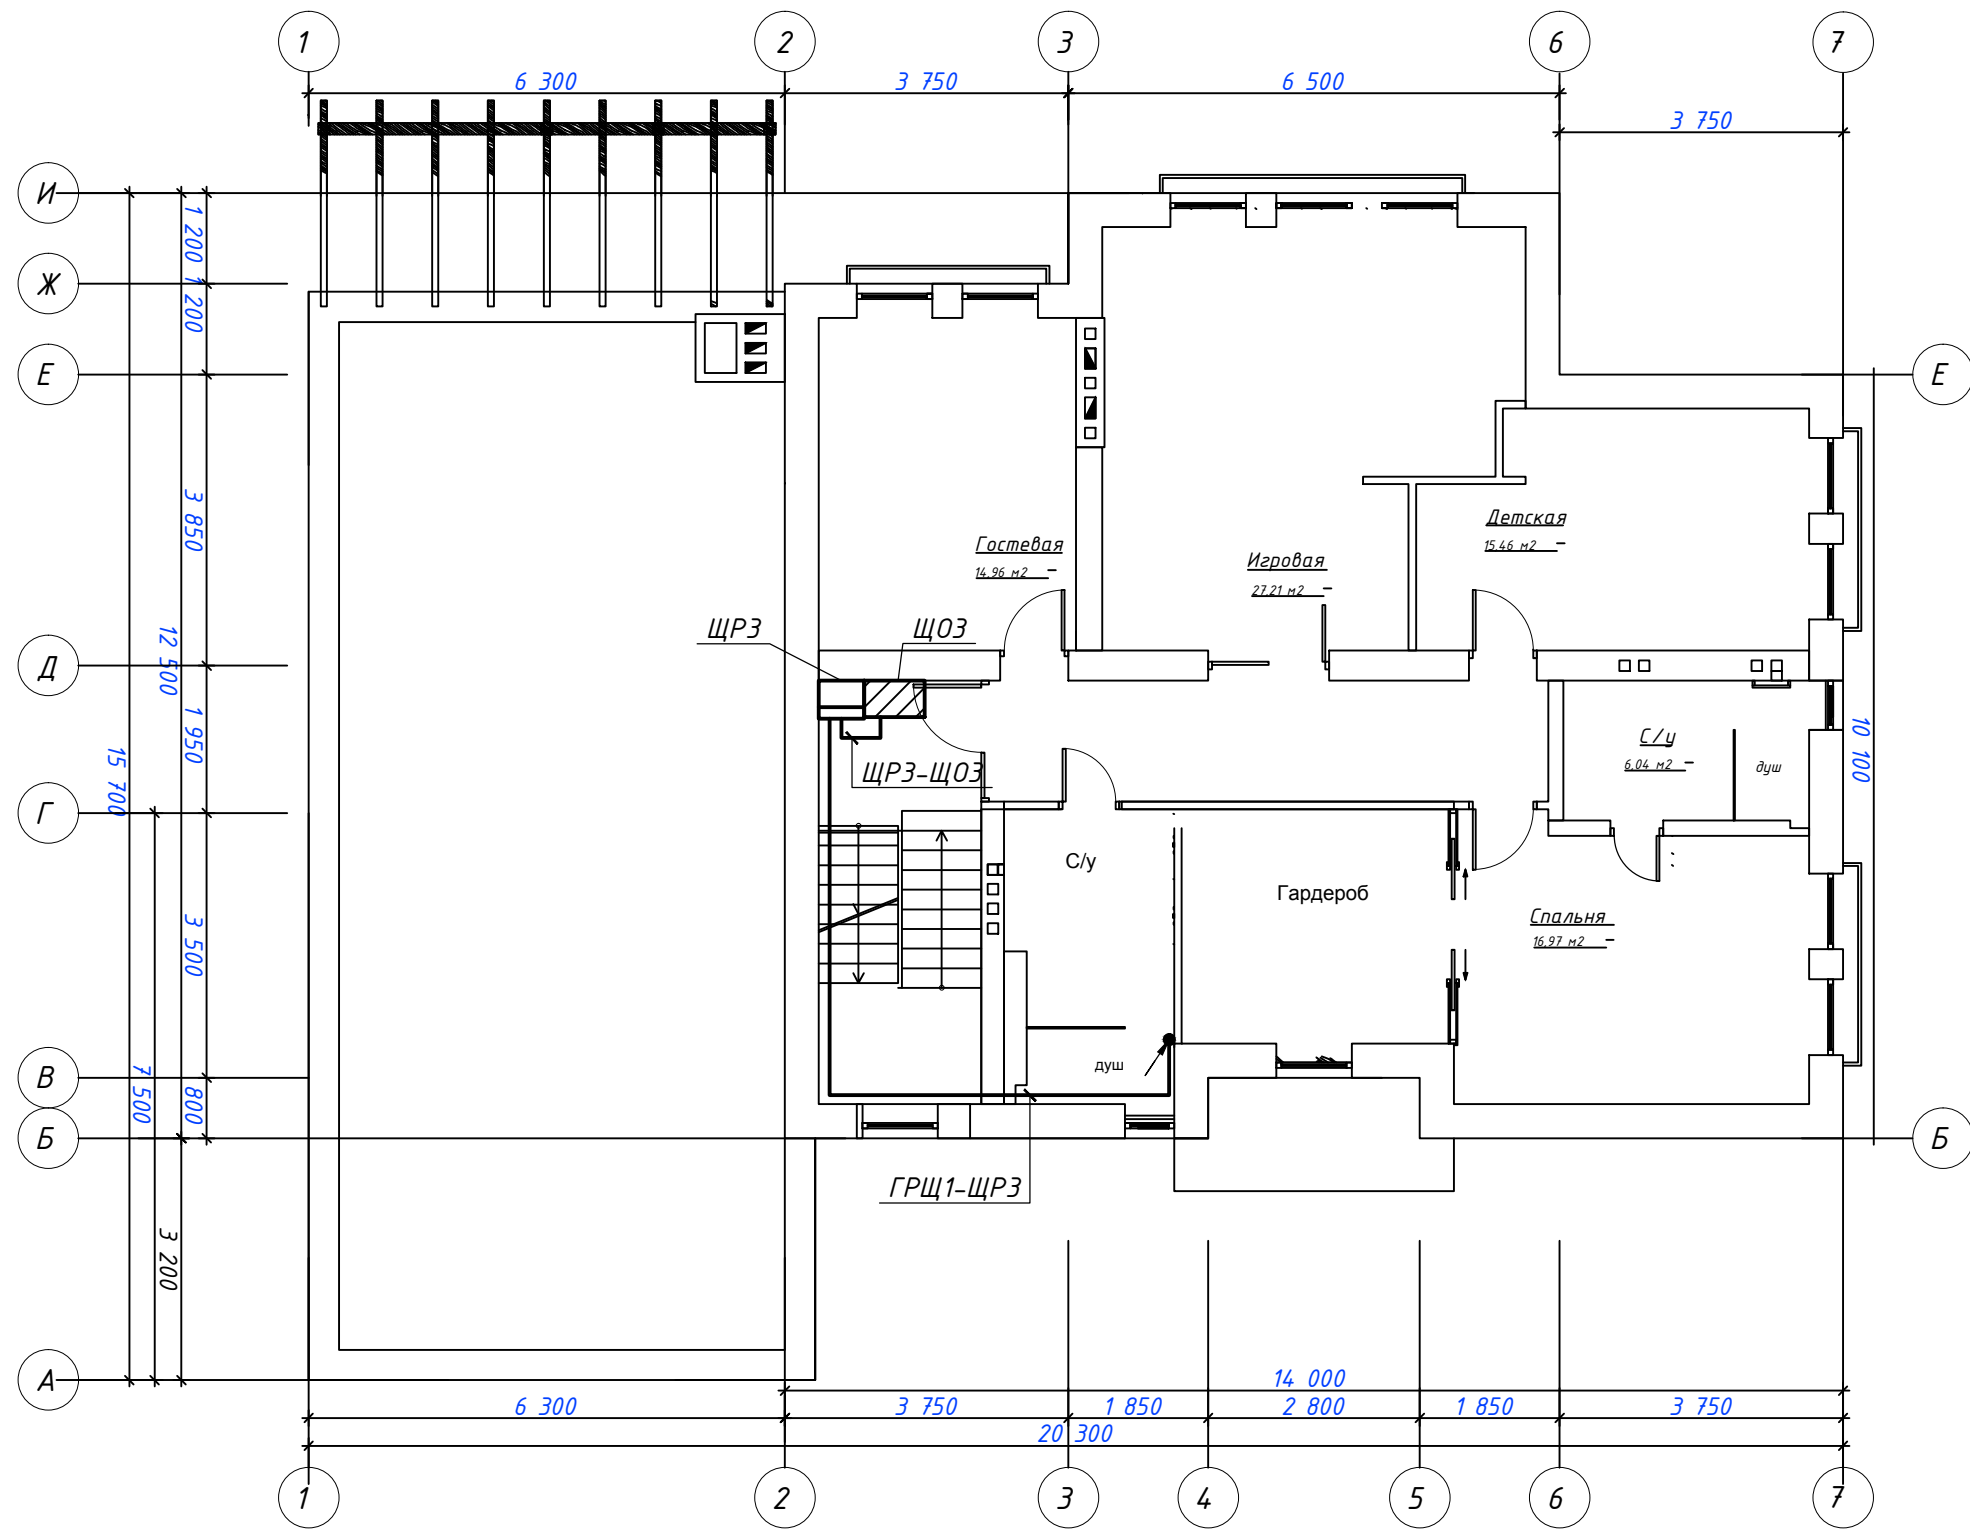 1
2
3
6
7
6 300
3 750
6 500
3 750
И
Ж
Е
Д
Г
В
Б
А
Е
Б
1 200
1 200
3 850
12 500
1 950
15 700
3 500
7 500
800
3 200
10 100
Гостевая
14,96 м2
Игровая
27,21 м2
Детская
15,46 м2
ЩР3
ЩО3
ЩР3-ЩО3
С/у
6,04 м2
душ
С/у
Гардероб
Спальня
16,97 м2
душ
ГРЩ1-ЩР3
14 000
6 300
3 750
1 850
2 800
1 850
3 750
20 300
1
2
3
4
5
6
7